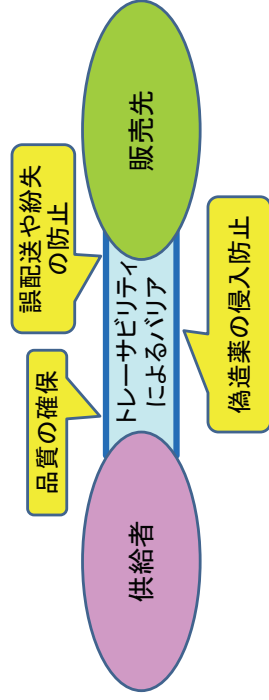 品質の確保
誤配送や紛失
の防止
供給者
トレーサビリティ
によるバリア
販売先
偽造薬の侵入防止